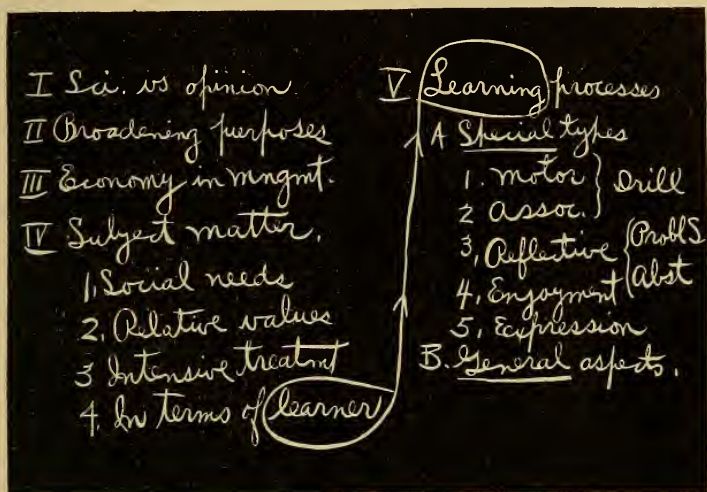 I Sci. vs opinion
II Broadening purposes
III Economy in mngmt.
IV Subject matter.
1. Social needs
2. Relative values
3 Intensive treatmt
4. In terms of learner
V Learning processes
A Special types
1. Motor } Drill
2 Assoc. }
3. Reflective { Probl S
Abst
4. Enjoyment
5. Expression
B. General aspects.